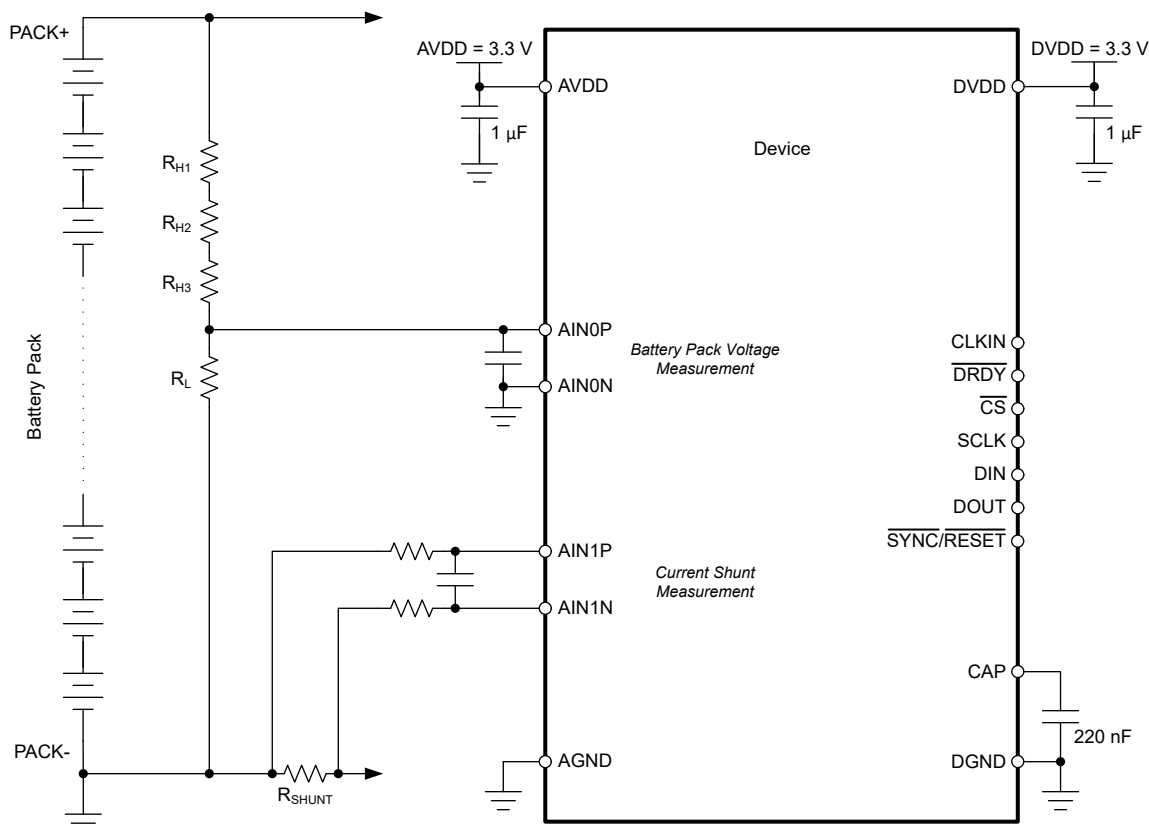 PACK+
AVDD = 3.3 V
DVDD = 3.3 V
AVDD
DVDD
1 µF
1 µF
Device
RH1
RH2
RH3
AIN0P
Battery Pack Voltage
Measurement
AIN0N
RL
Battery Pack
CLKIN
DRDY
CS
SCLK
DIN
DOUT
SYNC/RESET
AIN1P
Current Shunt
Measurement
AIN1N
CAP
220 nF
PACK-
RSHUNT
AGND
DGND